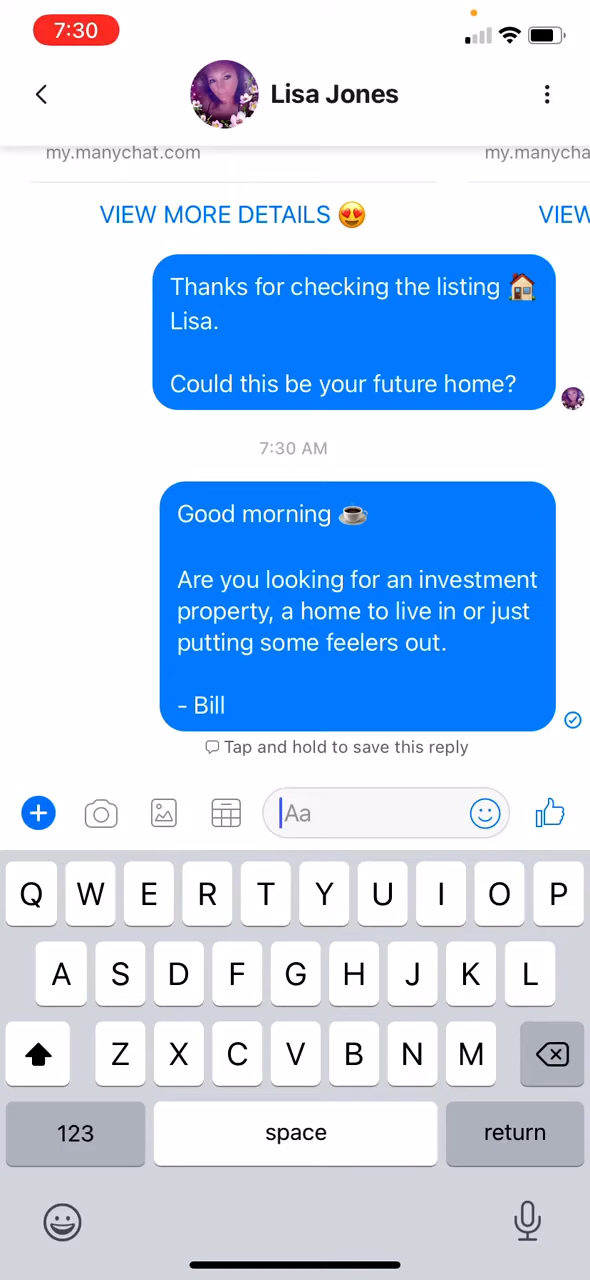 7:30
Lisa Jones
my.manychat.com
my.mancha
VIEW MORE DETAILS 😍
VIEW
Thanks for checking the listing 🏠
Lisa.
Could this be your future home?
7:30 AM
Good morning ☕
Are you looking for an investment
property, a home to live in or just
putting some feelers out.
- Bill
Tap and hold to save this reply
Aa
Q W E R T Y U I O P
A S D F G H J K L
Z X C V B N M
123 space return